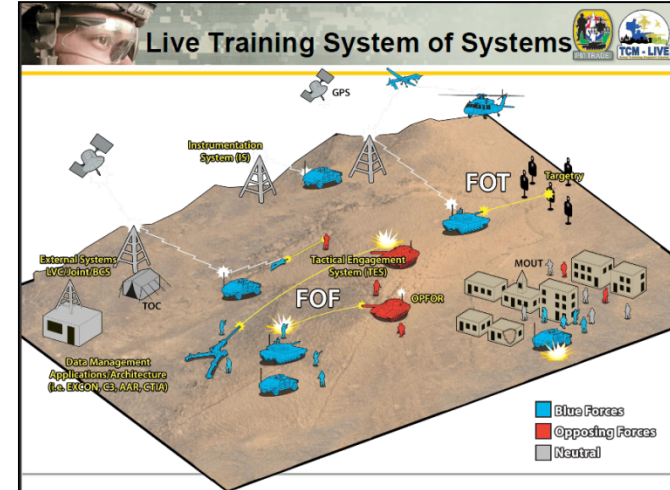 Live Training System of Systems
PM TRADE
TCM - LIVE
GPS
Instrumentation
System (IS)
FOT
Targetry
External Systems
LVC/Joint/BCS
TOC
Tactical Engagement
System (TES)
MOUT
FOF
OPFOR
Data Management
Applications/Architecture
(i.e. EXCON, C3, AAR, CTIA)
Blue Forces
Opposing Forces
Neutral